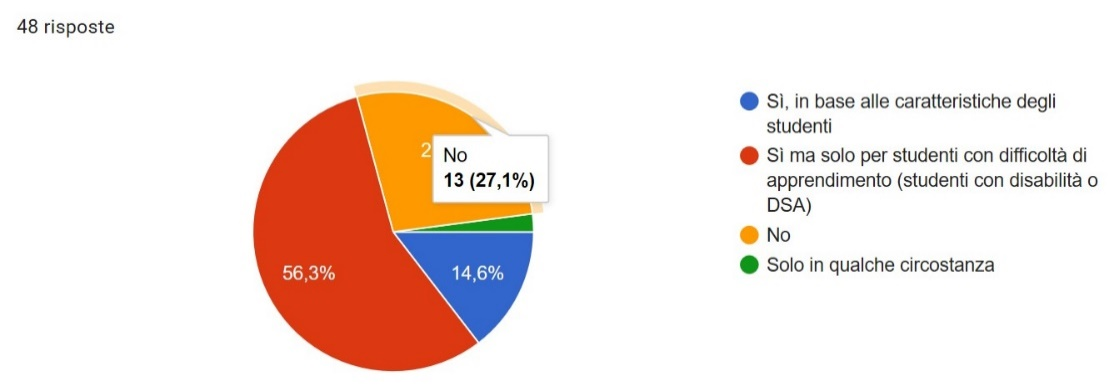 48 risposte
Sì, in base alle caratteristiche degli
studenti
Sì ma solo per studenti con difficoltà di
apprendimento (studenti con disabilità o
DSA)
No
Solo in qualche circostanza
2
No
13 (27,1%)
56,3%
14,6%